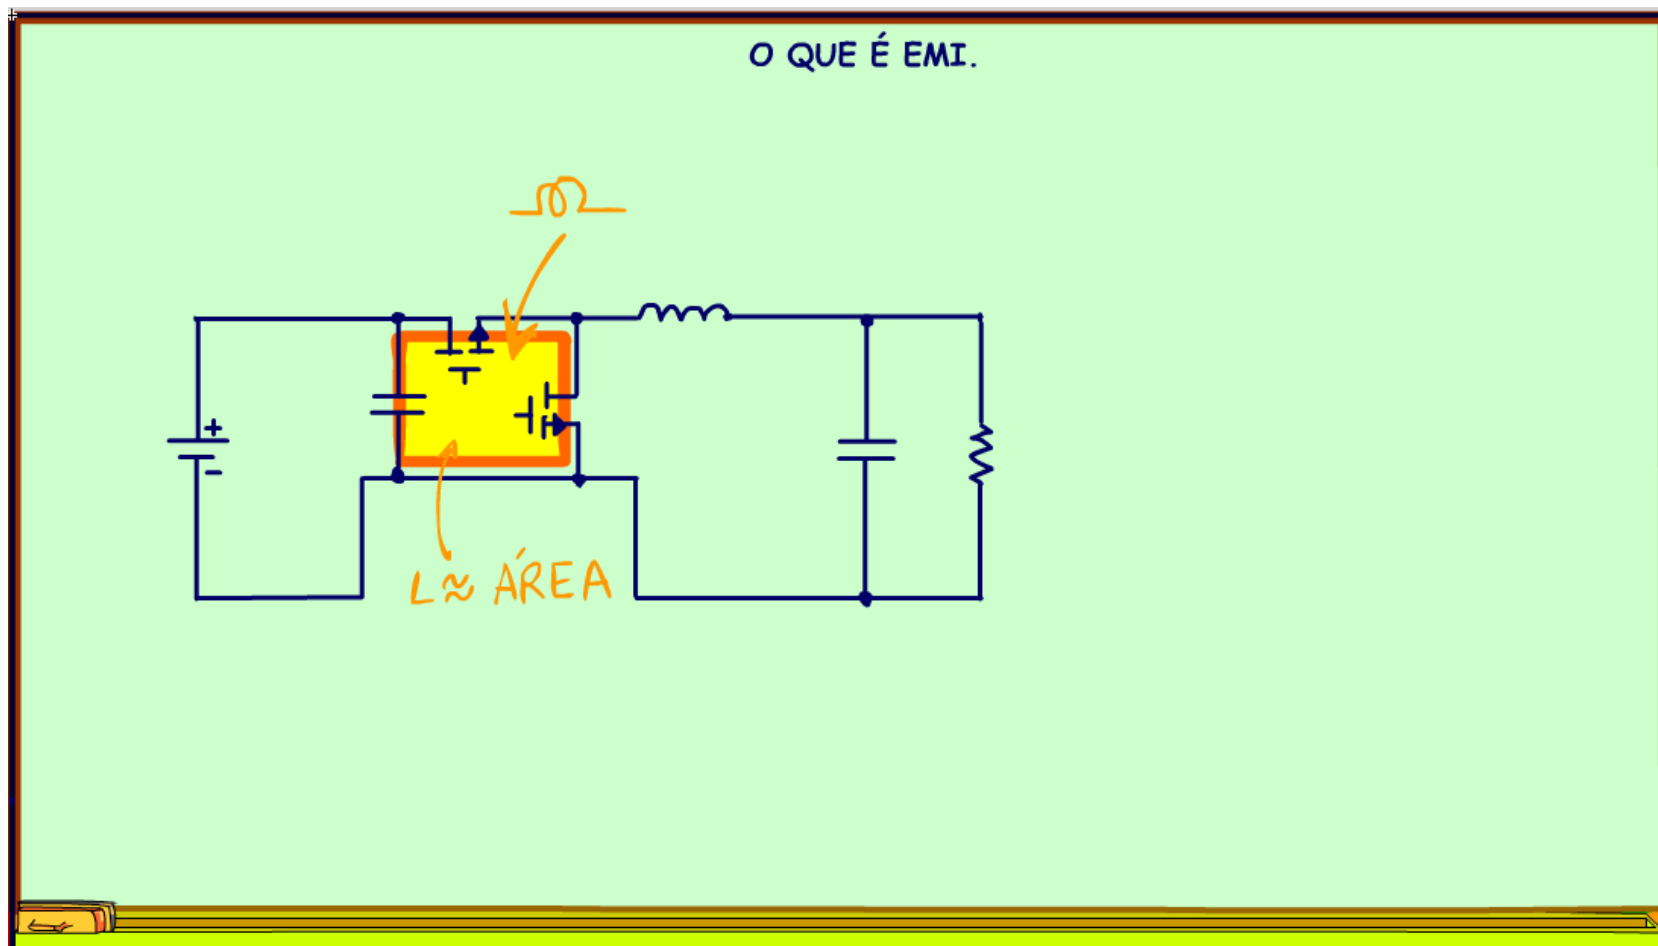 O QUE É EMI.
+
-
L≈ ÁREA